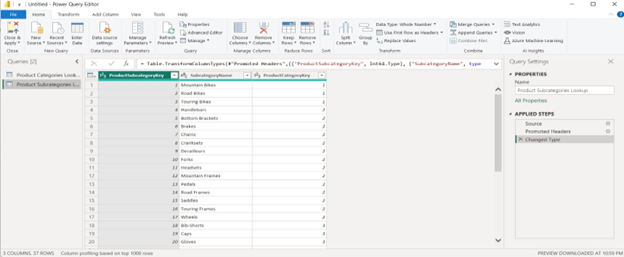 Untitled - Power Query Editor
File Home Transform Add Column View Tools Help
Close & Apply New Source Recent Sources Enter Data Data source settings Manage Parameters Refresh Preview Properties Advanced Editor Manage Choose Columns Remove Columns Keep Rows Remove Rows Split Column Group By Data Type: Whole Number Use First Row as Headers Replace Values Merge Queries Append Queries Combine Files Text Analytics Vision Azure Machine Learning
Close New Query Data Sources Parameters Query Manage Columns Reduce Rows Sort Transform Combine AI Insights
Queries [2]
Product Categories Look...
Product Subcategories L...
= Table.TransformColumnTypes(#"Promoted Headers",{{"ProductSubcategoryKey", Int64.Type}, {"SubcategoryName", type
ProductSubcategoryKey SubcategoryName ProductCategoryKey
1 1 Mountain Bikes 1
2 2 Road Bikes 1
3 3 Touring Bikes 1
4 4 Handlebars 2
5 5 Bottom Brackets 2
6 6 Brakes 2
7 7 Chains 2
8 8 Cranksets 2
9 9 Derailleurs 2
10 10 Forks 2
11 11 Headsets 2
12 12 Mountain Frames 2
13 13 Pedals 2
14 14 Road Frames 2
15 15 Saddles 2
16 16 Touring Frames 2
17 17 Wheels 2
18 18 Bib-Shorts 3
19 19 Caps 3
20 20 Gloves 3
Query Settings
PROPERTIES
Name
Product Subcategories Lookup
All Properties
APPLIED STEPS
Source
Promoted Headers
Changed Type
3 COLUMNS, 37 ROWS Column profiling based on top 1000 rows
PREVIEW DOWNLOADED AT 10:59 PM